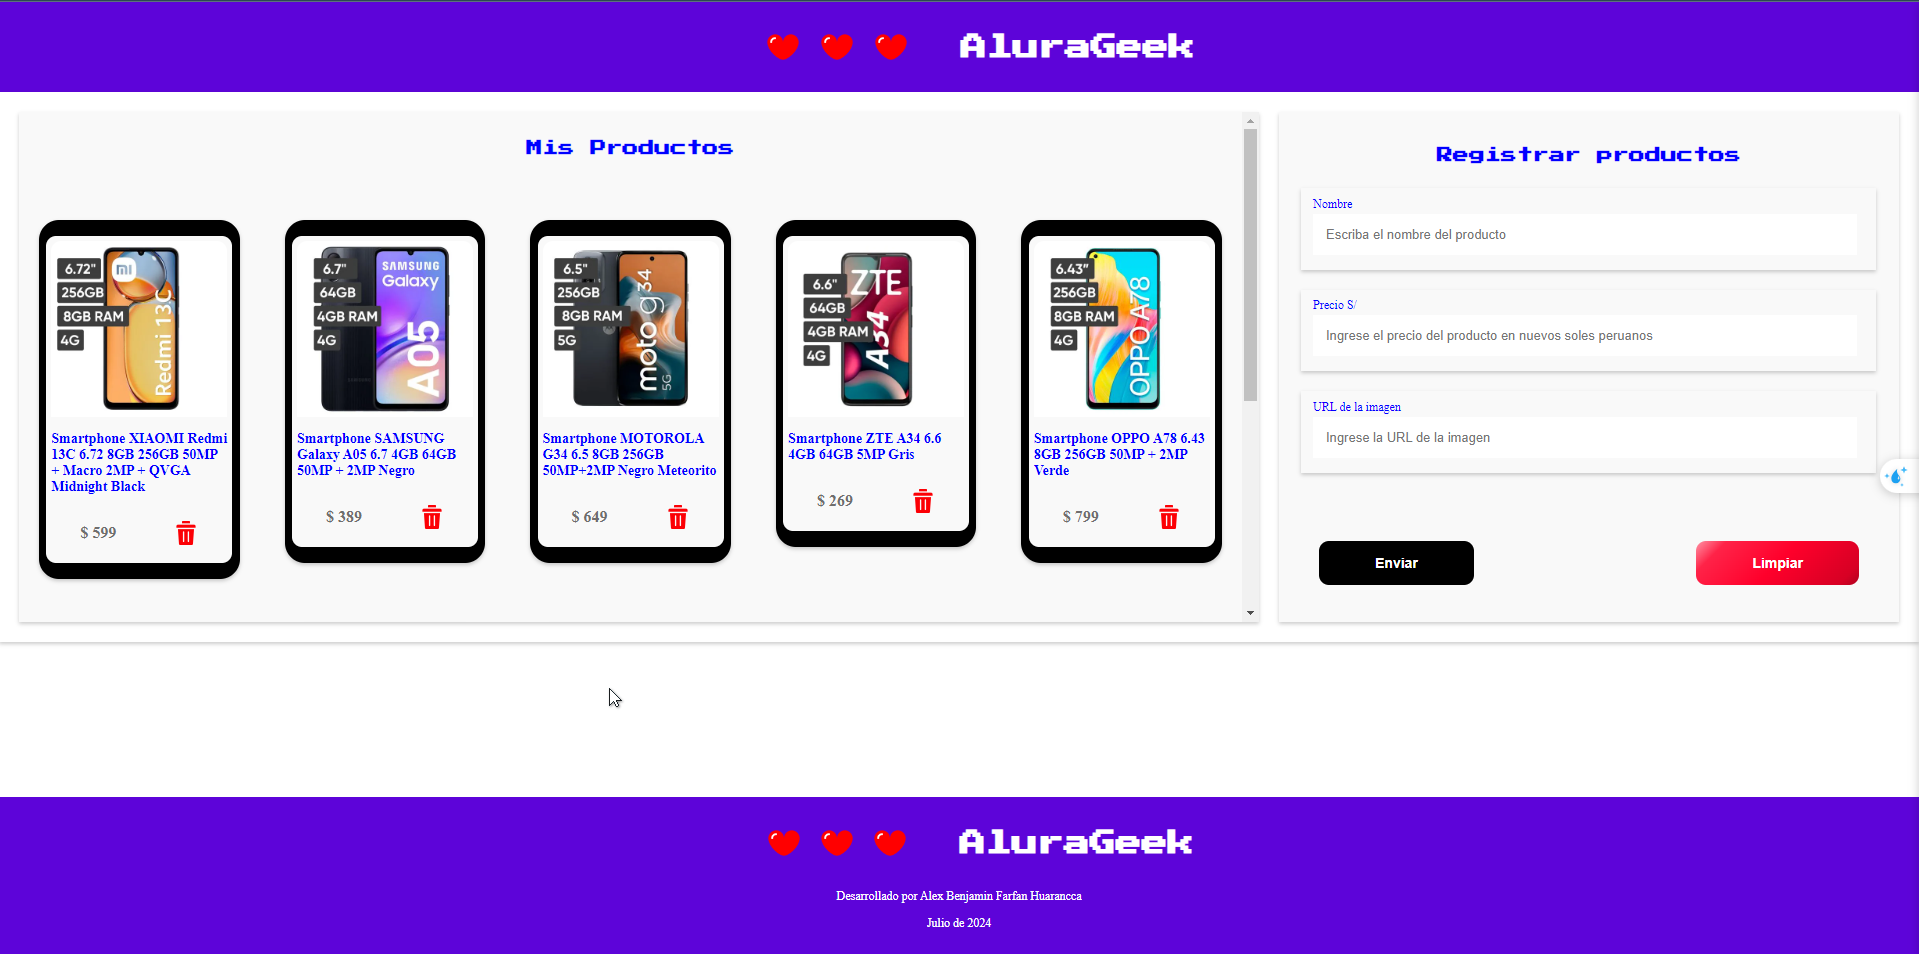 AluraGeek
Mis Productos
6.72"
256GB
8GB RAM
4G
Redmi 13C
Smartphone XIAOMI Redmi
13C 6.72 8GB 256GB 50MP
+ Macro 2MP + QVGA
Midnight Black
$ 599
6.7"
64GB
4GB RAM
4G
SAMSUNG
Galaxy
A05
Smartphone SAMSUNG
Galaxy A05 6.7 4GB 64GB
50MP + 2MP Negro
$ 389
6.5"
256GB
8GB RAM
5G
moto g34
5G
Smartphone MOTOROLA
G34 6.5 8GB 256GB
50MP+2MP Negro Meteorito
$ 649
6.6"
64GB
4GB RAM
4G
ZTE
A34
Smartphone ZTE A34 6.6
4GB 64GB 5MP Gris
$ 269
6.43"
256GB
8GB RAM
4G
OPPO A78
Smartphone OPPO A78 6.43
8GB 256GB 50MP + 2MP
Verde
$ 799
Registrar productos
Nombre
Escriba el nombre del producto
Precio S/
Ingrese el precio del producto en nuevos soles peruanos
URL de la imagen
Ingrese la URL de la imagen
Enviar
Limpiar
AluraGeek
Desarrollado por Alex Benjamin Farfan Huarancca
Julio de 2024